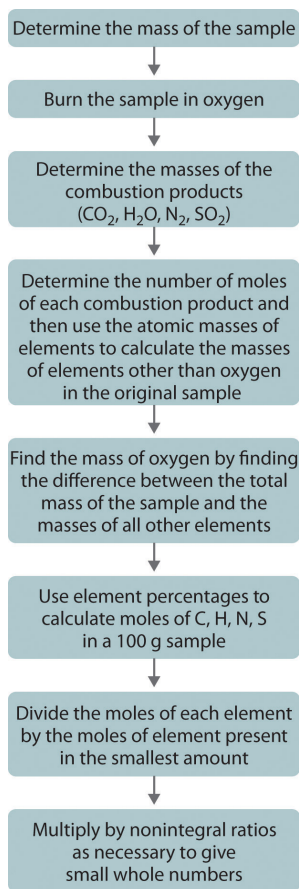 Determine the mass of the sample
Burn the sample in oxygen
Determine the masses of the
combustion products
(CO₂, H₂O, N₂, SO₂)
Determine the number of moles
of each combustion product and
then use the atomic masses of
elements to calculate the masses
of elements other than oxygen
in the original sample
Find the mass of oxygen by finding
the difference between the total
mass of the sample and the
masses of all other elements
Use element percentages to
calculate moles of C, H, N, S
in a 100 g sample
Divide the moles of each element
by the moles of element present
in the smallest amount
Multiply by nonintegral ratios
as necessary to give
small whole numbers